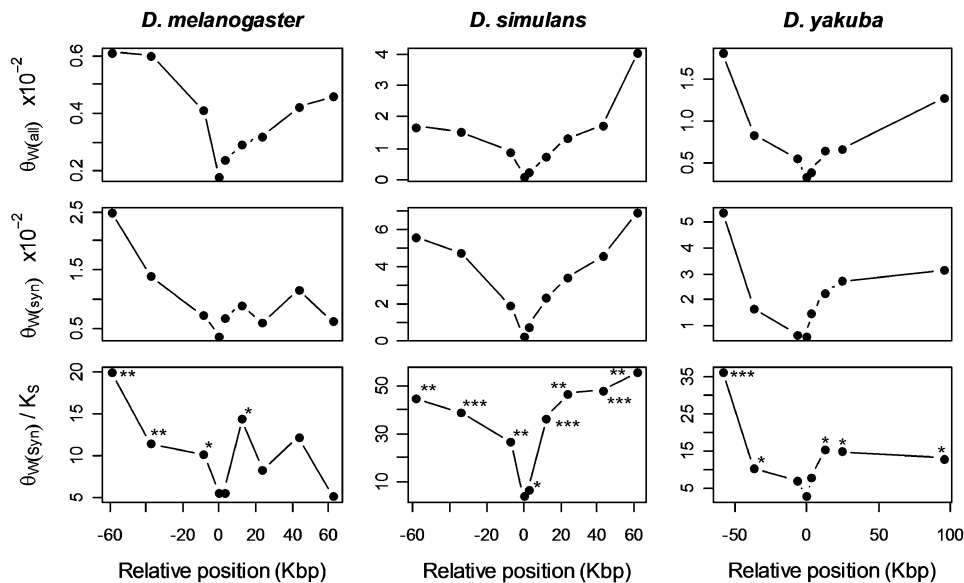 D. melanogaster D. simulans D. yakuba
θW(all) x10⁻²
0.2 0.4 0.6
0 1 2 3 4
0.5 1.0 1.5
θW(syn) x10⁻²
0.5 1.5 2.5
0 2 4 6
1 2 3 4 5
θW(syn) / KS
5 10 15 20
10 30 50
5 15 25 35
** ** * *
** *** ** * *** ** *** **
*** * * * *
-60 -20 0 20 40 60
-60 -20 0 20 40 60
-50 0 50 100
Relative position (Kbp) Relative position (Kbp) Relative position (Kbp)